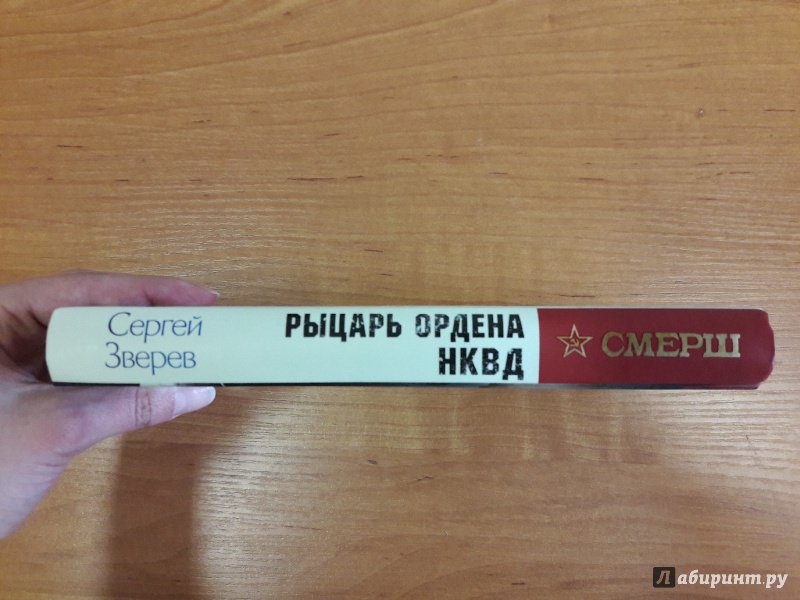 Сергей
Зверев
РЫЦАРЬ ОРДЕНА
НКВД
СМЕРШ
Лабиринт.ру